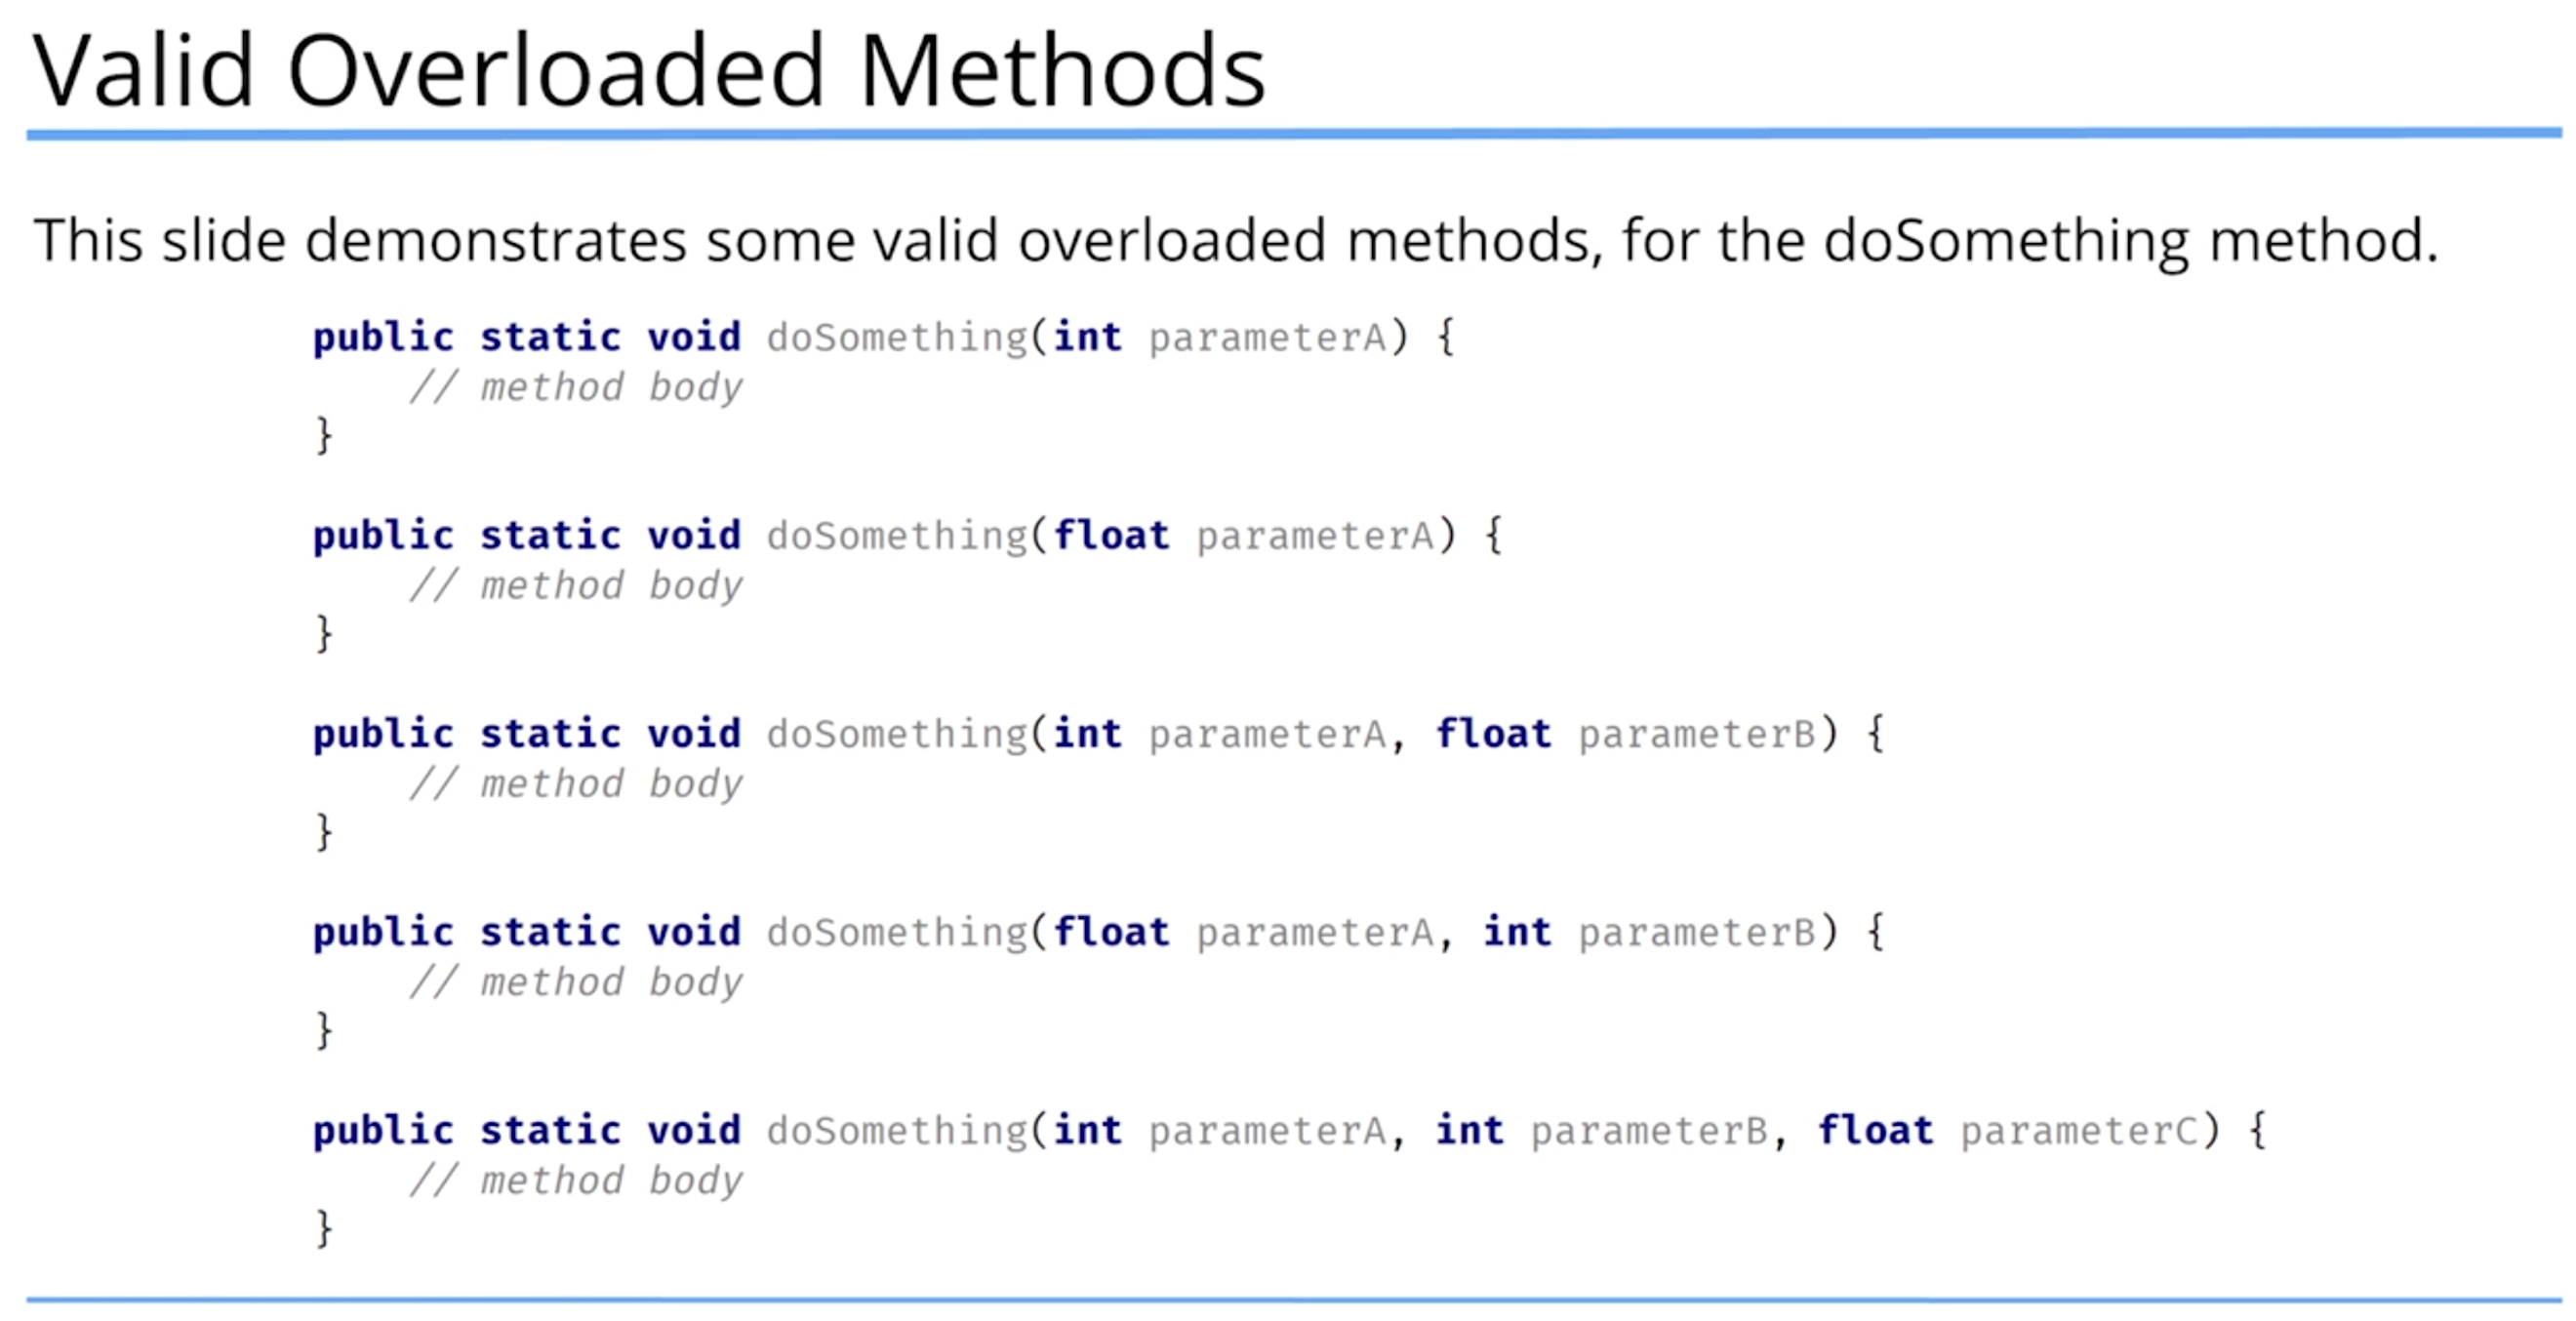 Valid Overloaded Methods
This slide demonstrates some valid overloaded methods, for the doSomething method.
public static void doSomething(int parameterA) {
// method body
}
public static void doSomething(float parameterA) {
// method body
}
public static void doSomething(int parameterA, float parameterB) {
// method body
}
public static void doSomething(float parameterA, int parameterB) {
// method body
}
public static void doSomething(int parameterA, int parameterB, float parameterC) {
// method body
}